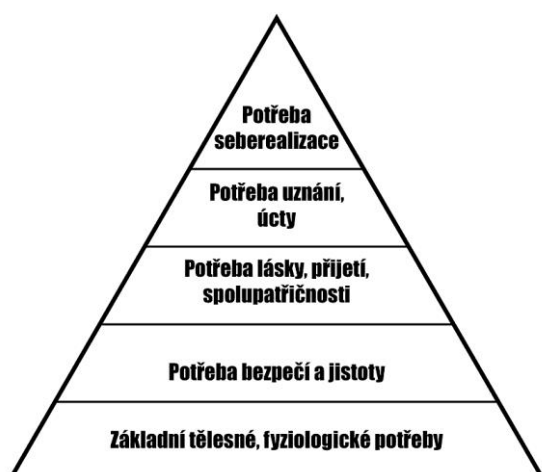 Potřeba
seberealizace
Potřeba uznání,
úcty
Potřeba lásky, přijetí,
spolupatřičnosti
Potřeba bezpečí a jistoty
Základní tělesné, fyziologické potřeby